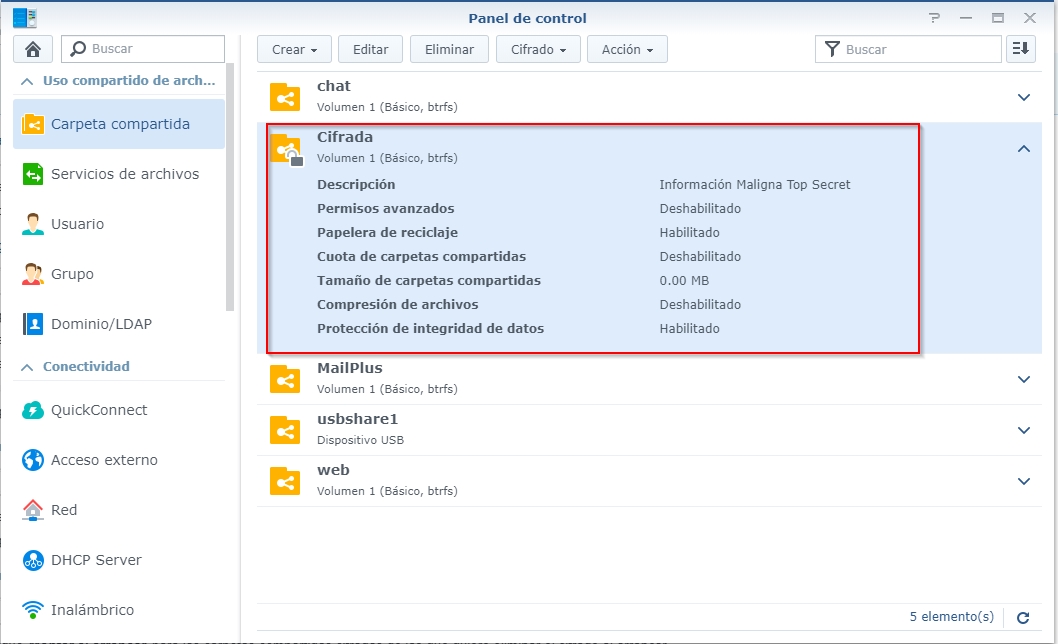 Panel de control
Buscar
Crear Editar Eliminar Cifrado Acción Buscar
Uso compartido de arch...
Carpeta compartida
Servicios de archivos
Usuario
Grupo
Dominio/LDAP
Conectividad
QuickConnect
Acceso externo
Red
DHCP Server
Inalámbrico
chat
Volumen 1 (Básico, btrfs)
Cifrada
Volumen 1 (Básico, btrfs)
Descripción Información Maligna Top Secret
Permisos avanzados Deshabilitado
Papelera de reciclaje Habilitado
Cuota de carpetas compartidas Deshabilitado
Tamaño de carpetas compartidas 0.00 MB
Compresión de archivos Deshabilitado
Protección de integridad de datos Habilitado
MailPlus
Volumen 1 (Básico, btrfs)
usbshare1
Dispositivo USB
web
Volumen 1 (Básico, btrfs)
5 elemento(s)